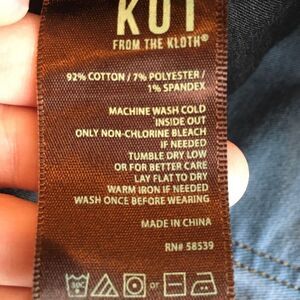 KUT
FROM THE KLOTH®
92% COTTON / 7% POLYESTER /
1% SPANDEX
MACHINE WASH COLD
INSIDE OUT
ONLY NON-CHLORINE BLEACH
IF NEEDED
TUMBLE DRY LOW
OR FOR BETTER CARE
LAY FLAT TO DRY
WARM IRON IF NEEDED
WASH ONCE BEFORE WEARING
MADE IN CHINA
RN# 58539
30C or